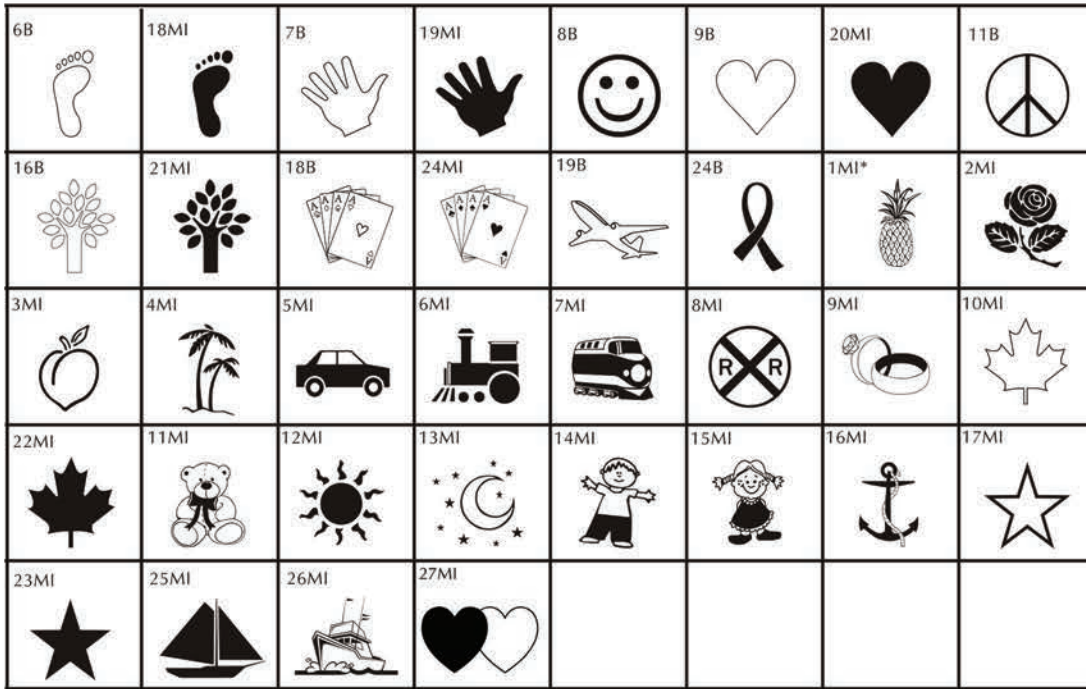 6B 18MI 7B 19MI 8B 9B 20MI 11B
16B 21MI 18B 24MI 19B 24B 1MI* 2MI
A A A A A A A A
3MI 4MI 5MI 6MI 7MI 8MI 9MI 10MI
R R
22MI 11MI 12MI 13MI 14MI 15MI 16MI 17MI
23MI 25MI 26MI 27MI